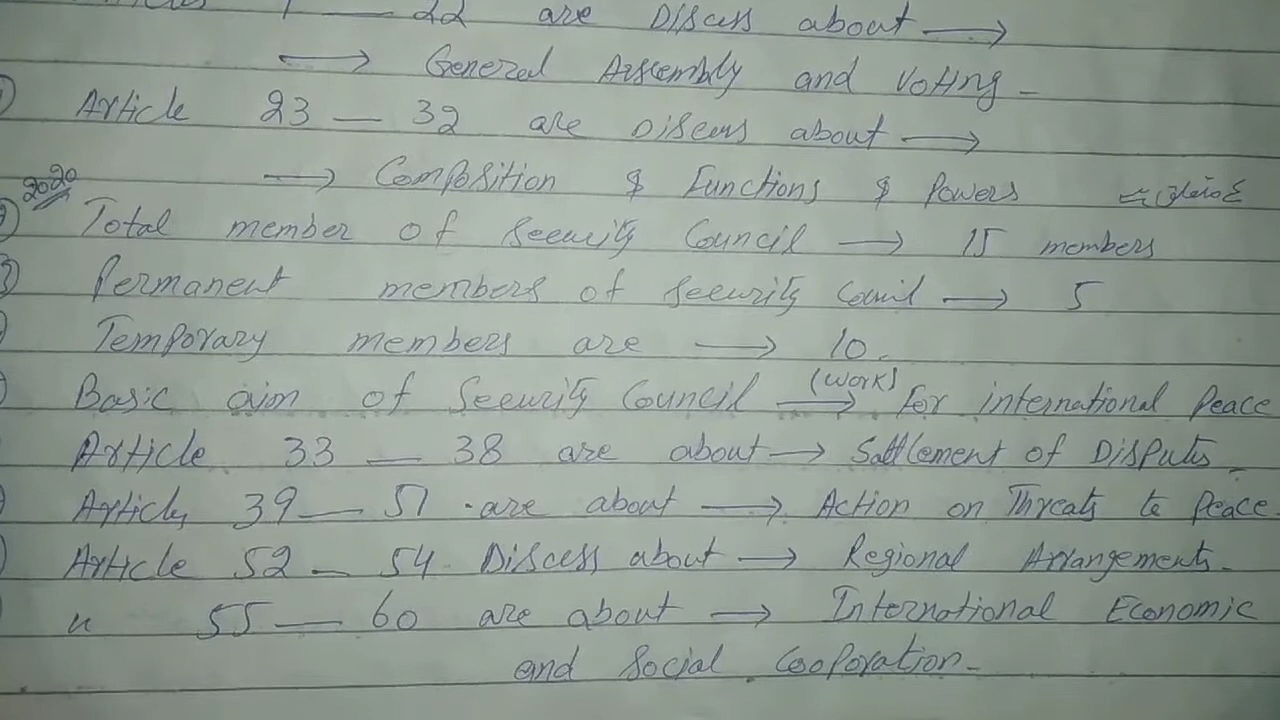 22 are Discuss about →
→ General Assembly and Voting -
Article 23 — 32 are Discuss about →
→ Composition & Functions & Powers
2020
Total member of Security Council → 15 members
Permanent members of Security Council → 5
Temporary members are → 10.
Basic aim of Security Council (work) → For international Peace
Article 33 — 38 are about → Sattlement of Disputes -
Article, 39 — 51 are about → Action on Threats to Peace
Article 52 — 54 Discuss about → Regional Arrangements -
" 55 — 60 are about → International Economic
and Social Cooporation -